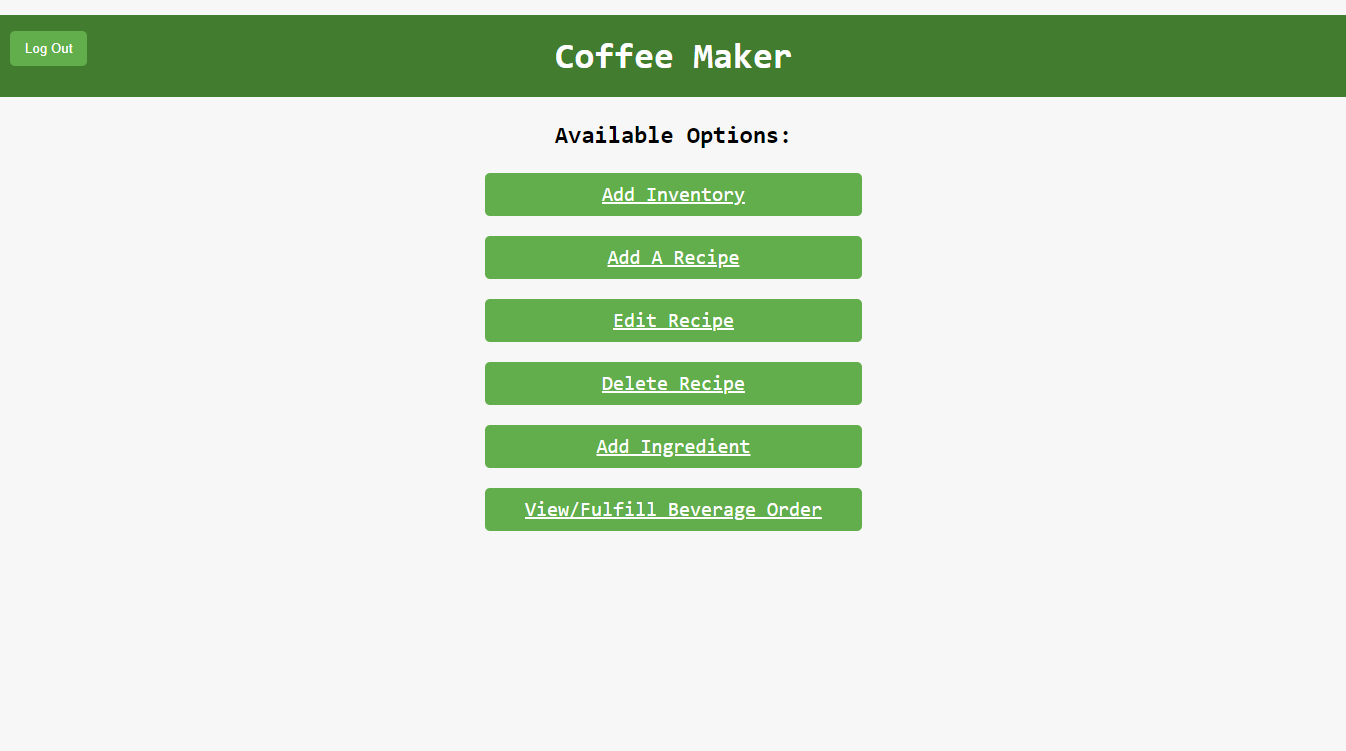 Log Out
Coffee Maker
Available Options:
Add Inventory
Add A Recipe
Edit Recipe
Delete Recipe
Add Ingredient
View/Fulfill Beverage Order